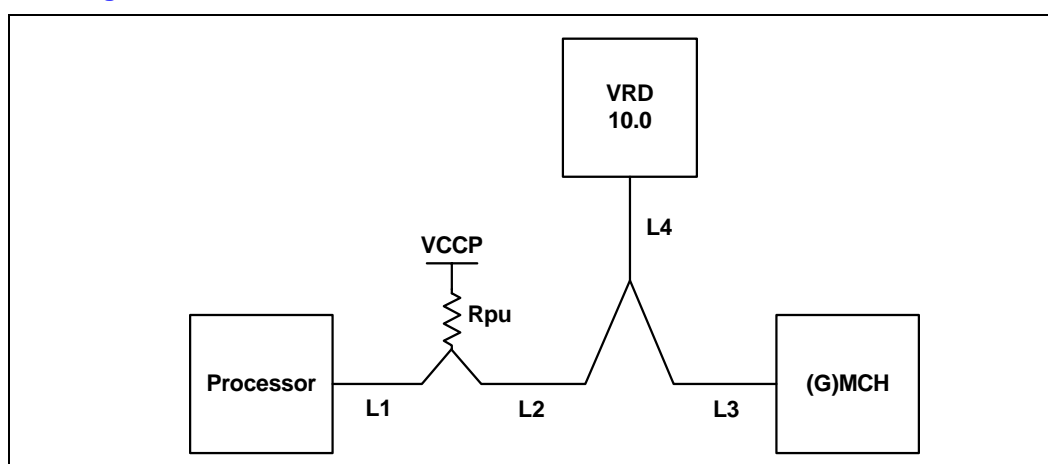 VRD
10.0
L4
VCCP
Rpu
Processor
(G)MCH
L1
L2
L3